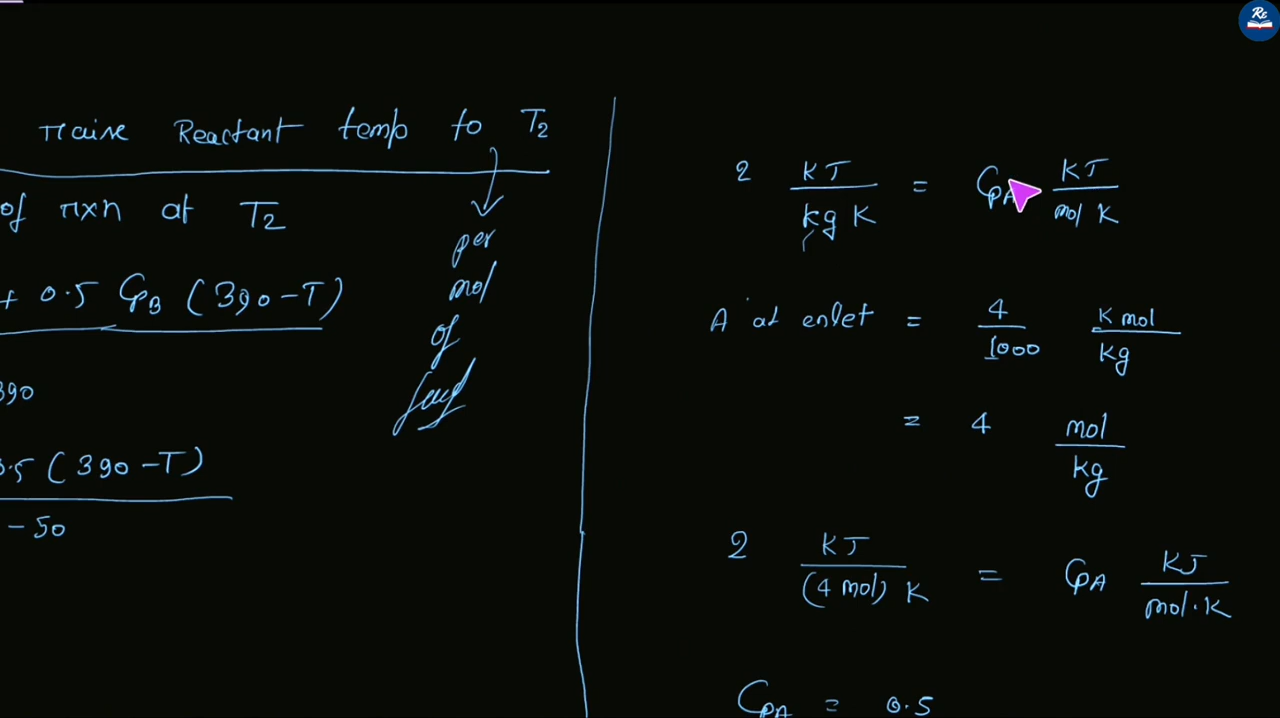 raise Reactant temp to T₂
of rxn at T₂
per
+ 0.5 CpB (390-T)
mol
of
390
0.5 (390-T)
-50
2 KJ/kg K = CpA KJ/mol K
A at enlet = 4/1000 Kmol/kg
= 4 mol/kg
2 KJ/(4 mol) K = CpA KJ/mol.K
CpA = 0.5
Re